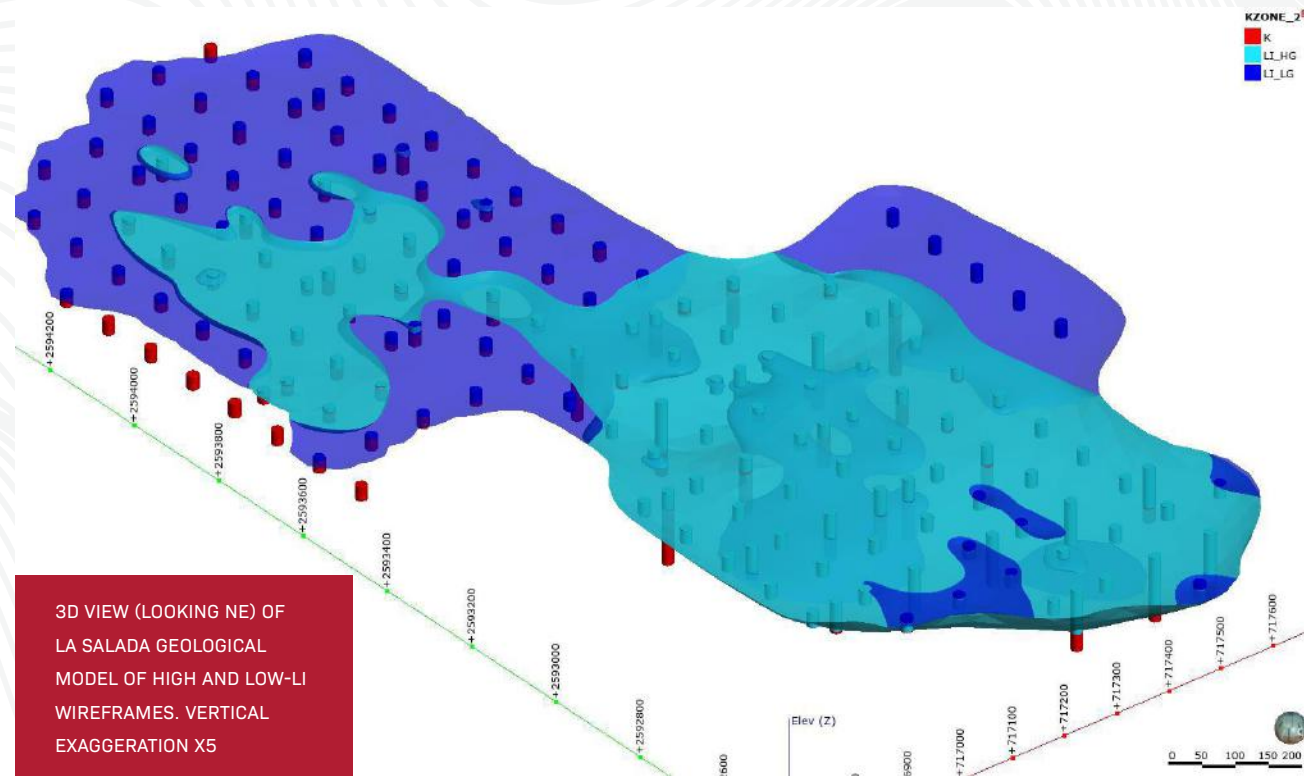 KZONE_2
K
LI_HG
LI_LG
+2594200
+2594000
+2593800
+2593600
+2593400
+2593200
+2593000
+2592800
Elev (Z)
+717000
+717100
+717200
+717300
+717400
+717500
+717600
0 50 100 150 200
3D VIEW (LOOKING NE) OF
LA SALADA GEOLOGICAL
MODEL OF HIGH AND LOW-LI
WIREFRAMES. VERTICAL
EXAGGERATION X5